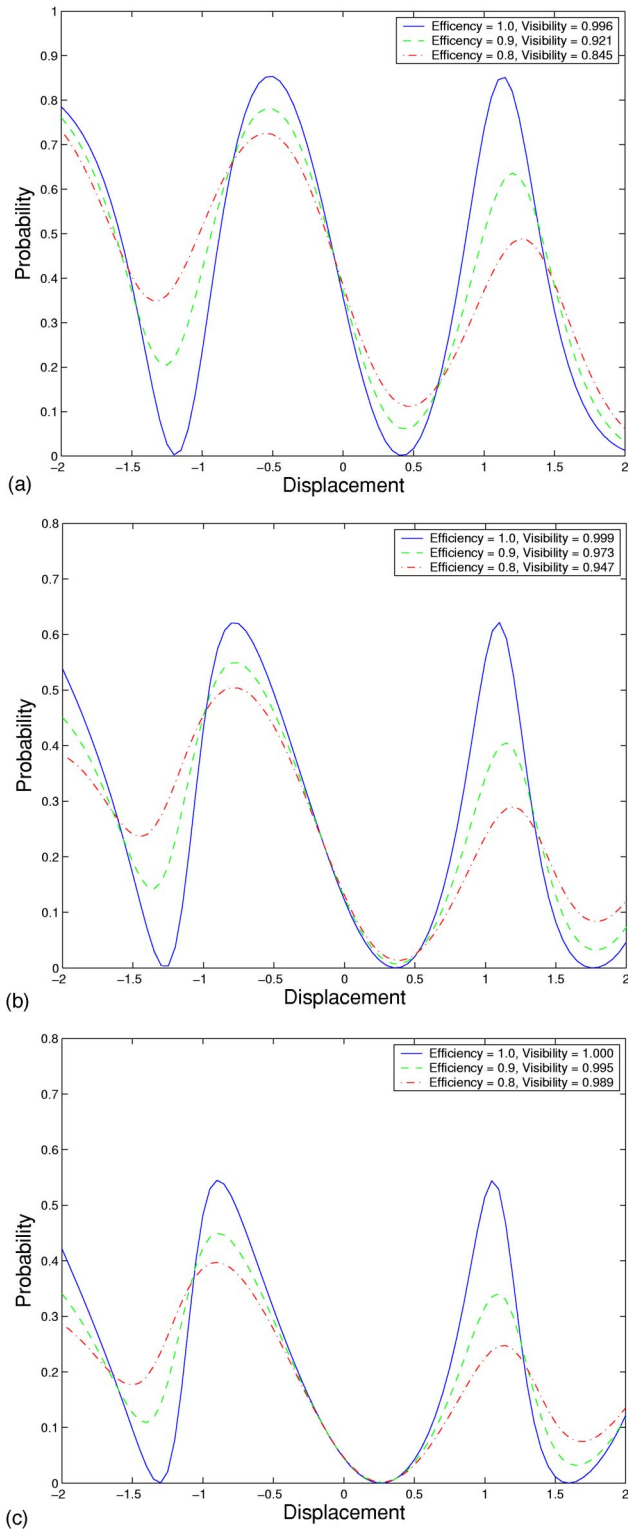 Efficiency = 1.0, Visibility = 0.996
Efficiency = 0.9, Visibility = 0.921
Efficiency = 0.8, Visibility = 0.845
1
0.9
0.8
0.7
0.6
0.5
0.4
0.3
0.2
0.1
0
Probability
−2 −1.5 −1 −0.5 0 0.5 1 1.5 2
Displacement
(a)
Efficiency = 1.0, Visibility = 0.999
Efficiency = 0.9, Visibility = 0.973
Efficiency = 0.8, Visibility = 0.947
0.8
0.7
0.6
0.5
0.4
0.3
0.2
0.1
0
Probability
−2 −1.5 −1 −0.5 0 0.5 1 1.5 2
Displacement
(b)
Efficiency = 1.0, Visibility = 1.000
Efficiency = 0.9, Visibility = 0.995
Efficiency = 0.8, Visibility = 0.989
0.8
0.7
0.6
0.5
0.4
0.3
0.2
0.1
0
Probability
−2 −1.5 −1 −0.5 0 0.5 1 1.5 2
Displacement
(c)